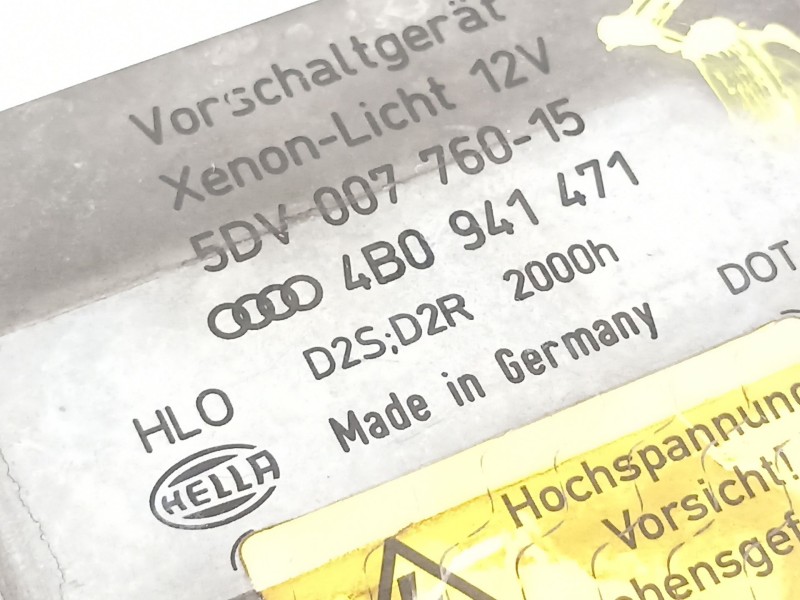 Vorschaltgerät
Xenon-Licht 12V
5DV 007 760-15
4B0 941 471
D2S;D2R 2000h
DOT
HLO
Made in Germany
HELLA
Hochspannung
Vorsicht!